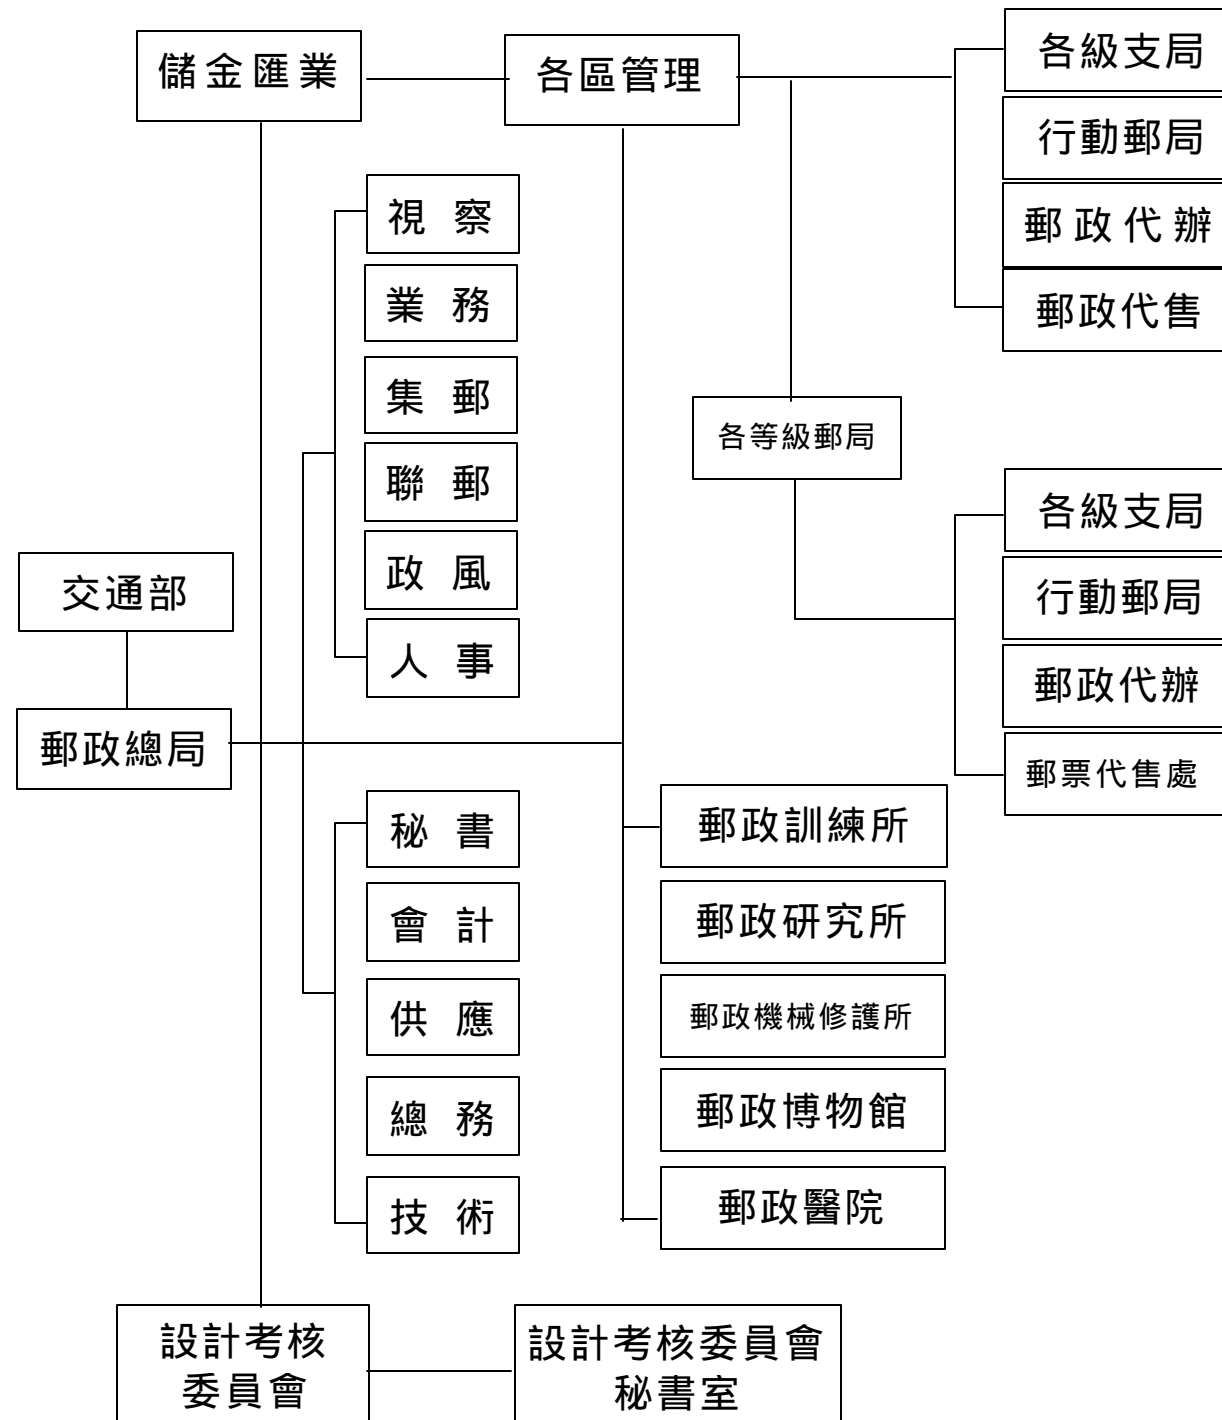 儲金匯業
各區管理
各級支局
行動郵局
郵政代辦
郵政代售
視察
業務
集郵
聯郵
政風
人事
各等級郵局
各級支局
行動郵局
郵政代辦
郵票代售處
交通部
郵政總局
秘書
會計
供應
總務
技術
郵政訓練所
郵政研究所
郵政機械修護所
郵政博物館
郵政醫院
設計考核
委員會
設計考核委員會
秘書室